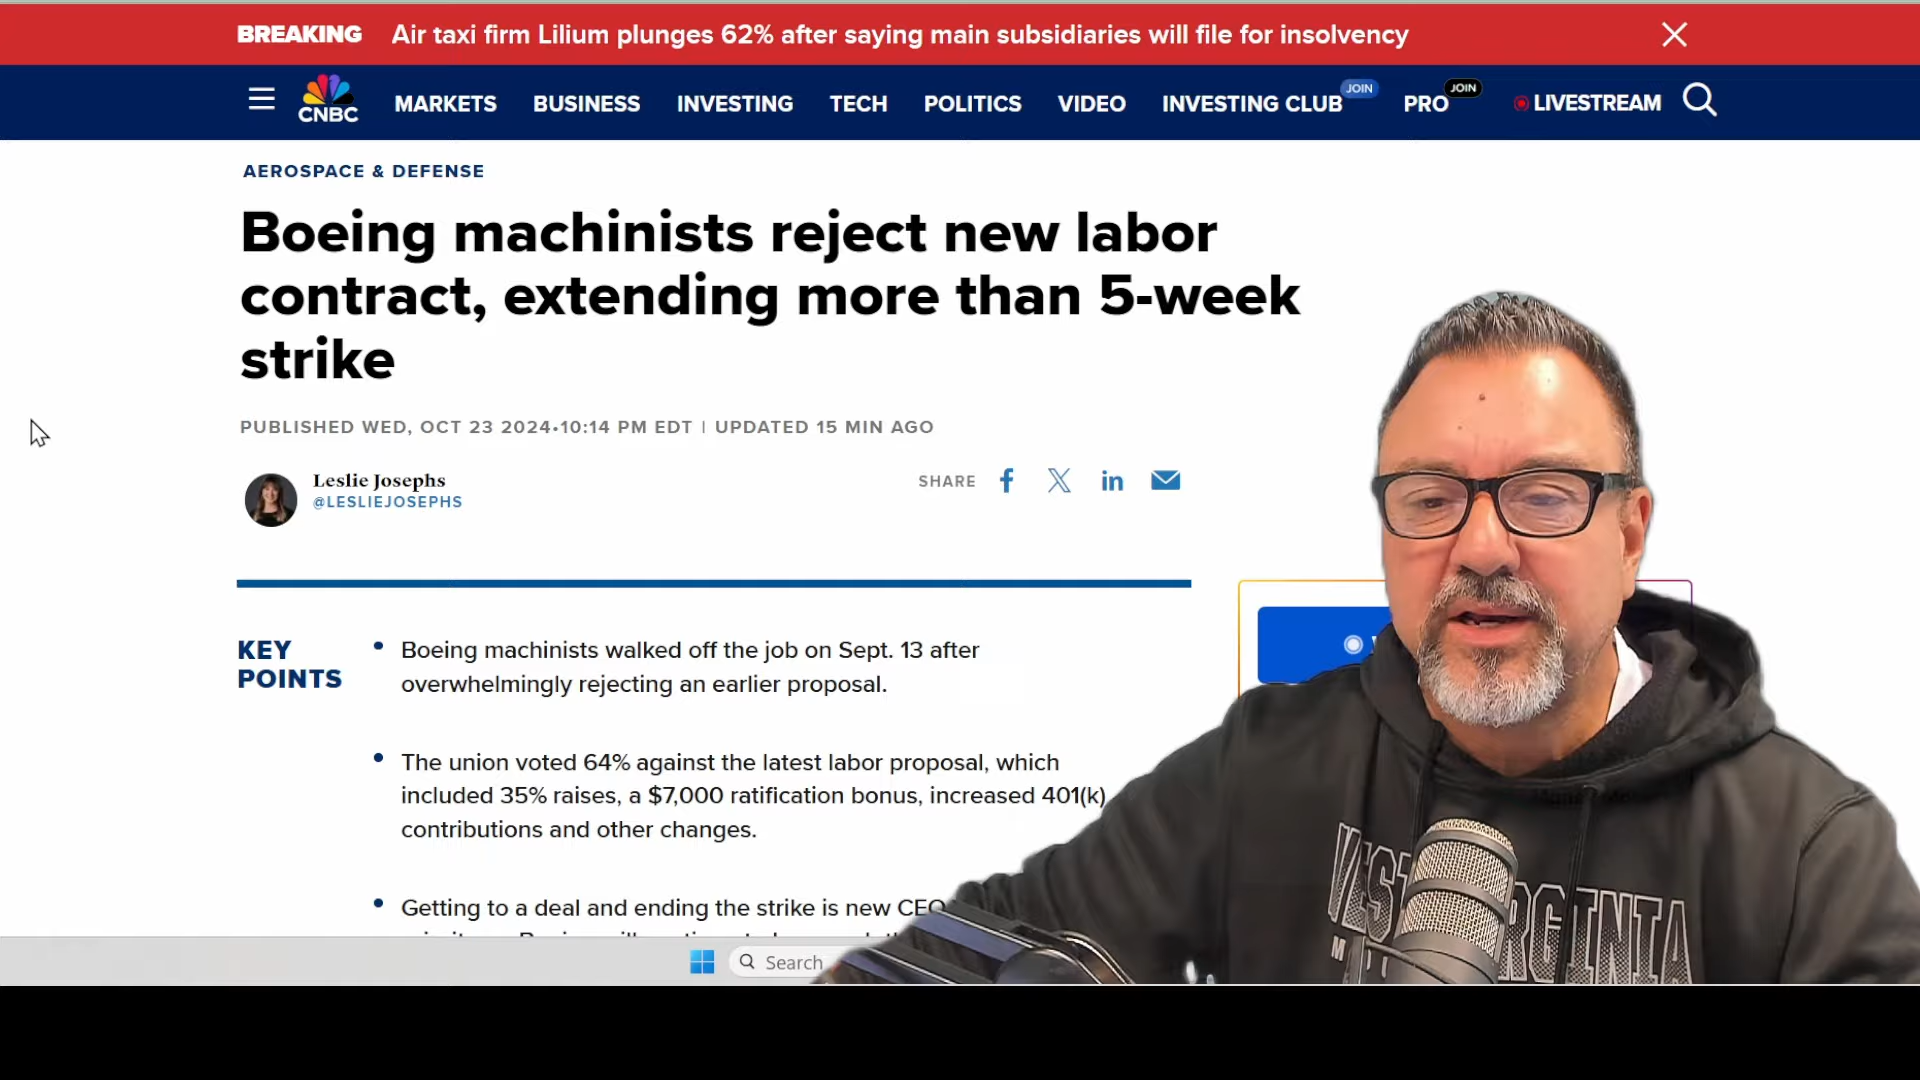 BREAKING Air taxi firm Lilium plunges 62% after saying main subsidiaries will file for insolvency
CNBC MARKETS BUSINESS INVESTING TECH POLITICS VIDEO INVESTING CLUB JOIN PRO JOIN LIVESTREAM
AEROSPACE & DEFENSE
Boeing machinists reject new labor
contract, extending more than 5-week
strike
PUBLISHED WED, OCT 23 2024•10:14 PM EDT | UPDATED 15 MIN AGO
Leslie Josephs
@LESLIEJOSEPHS
SHARE
KEY
POINTS
• Boeing machinists walked off the job on Sept. 13 after
overwhelmingly rejecting an earlier proposal.
• The union voted 64% against the latest labor proposal, which
included 35% raises, a $7,000 ratification bonus, increased 401(k)
contributions and other changes.
• Getting to a deal and ending the strike is new CEO
Search